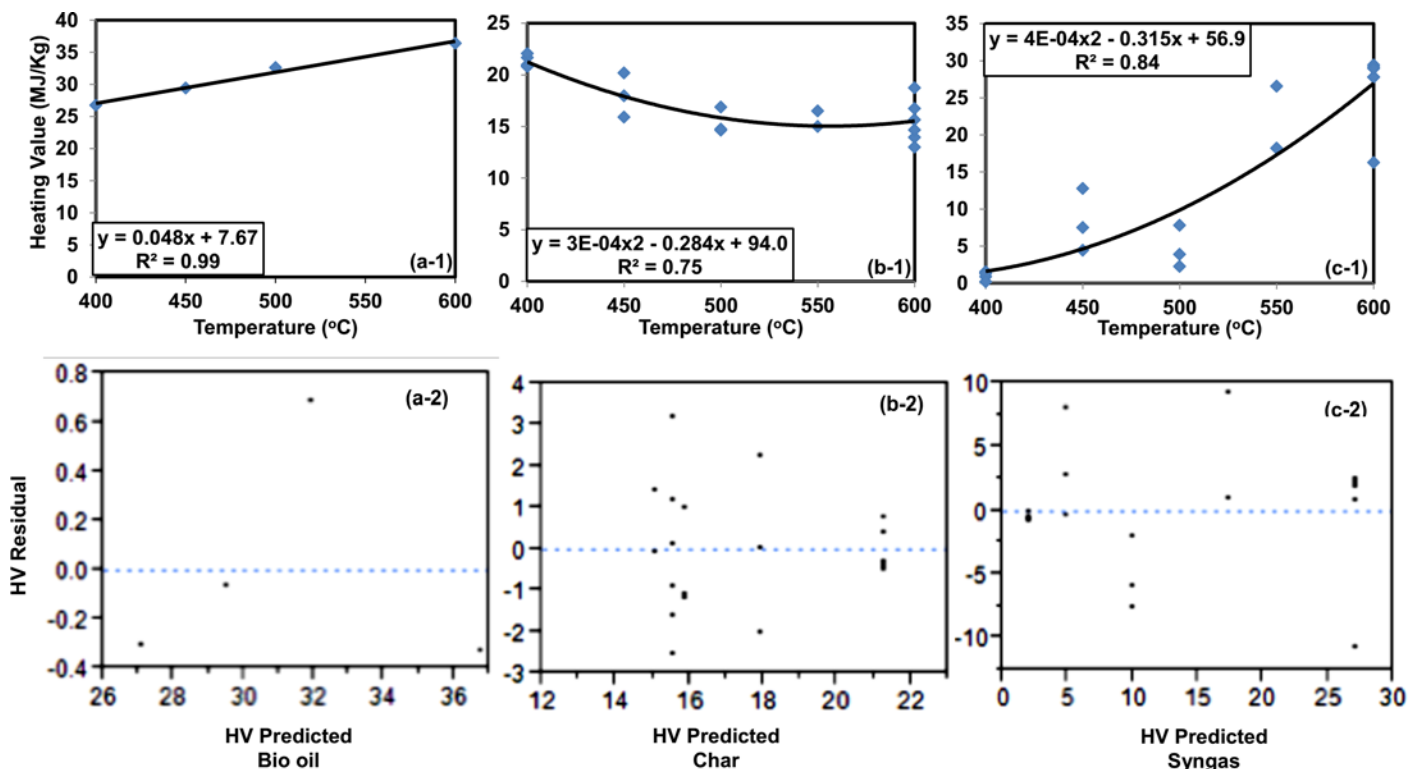 Heating Value (MJ/Kg)
40
35
30
25
20
15
10
5
0
y = 0.048x + 7.67
R² = 0.99
(a-1)
400 450 500 550 600
Temperature (ºC)
25
20
15
10
5
0
y = 3E-04x2 - 0.284x + 94.0
R² = 0.75
(b-1)
400 450 500 550 600
Temperature (ºC)
35
30
25
20
15
10
5
0
y = 4E-04x2 - 0.315x + 56.9
R² = 0.84
(c-1)
400 450 500 550 600
Temperature (ºC)
HV Residual
0.8
0.6
0.4
0.2
0.0
-0.2
-0.4
(a-2)
26 28 30 32 34 36
HV Predicted
Bio oil
4
3
2
1
0
-1
-2
-3
(b-2)
12 14 16 18 20 22
HV Predicted
Char
10
5
0
-5
-10
(c-2)
0 5 10 15 20 25 30
HV Predicted
Syngas